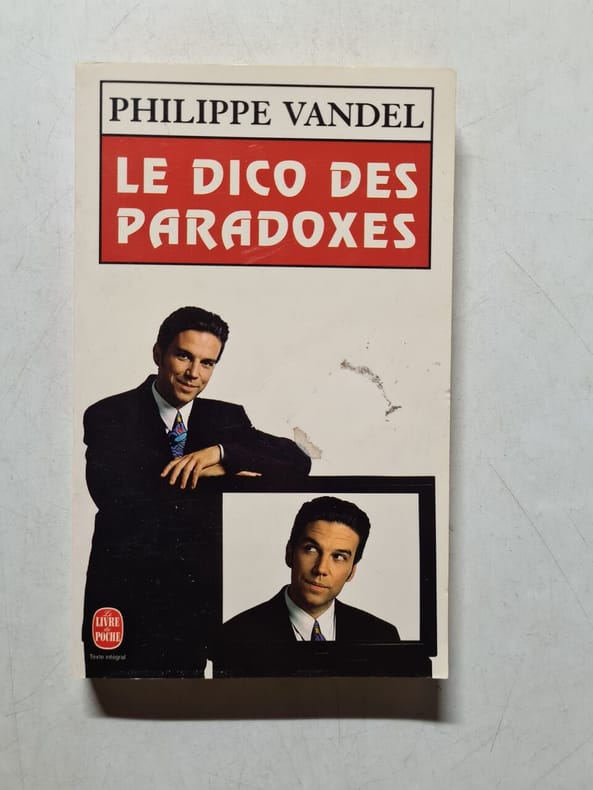 PHILIPPE VANDEL
LE DICO DES
PARADOXES
Le
LIVRE
de
POCHE
Texte intégral